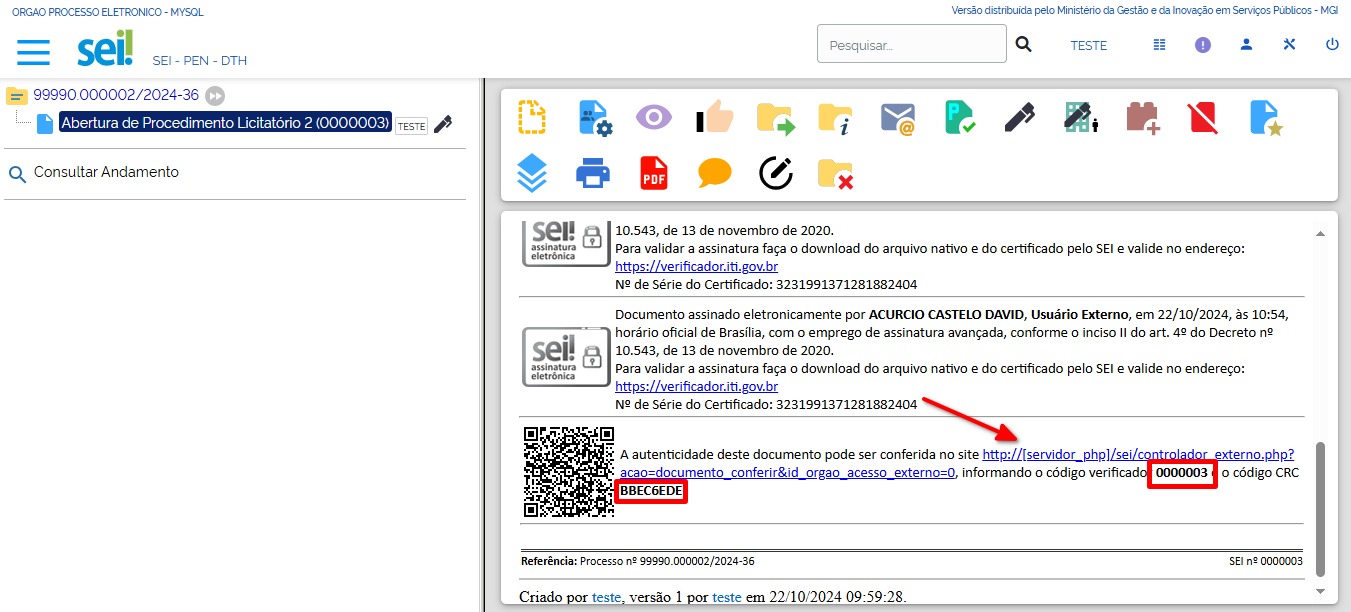 ORGAO PROCESSO ELETRONICO - MYSQL
Versão distribuída pelo Ministério da Gestão e da Inovação em Serviços Públicos - MGI
sei!
SEI - PEN - DTH
Pesquisar...
TESTE
99990.000002/2024-36
Abertura de Procedimento Licitatório 2 (0000003)
TESTE
Consultar Andamento
PDF
sei!
assinatura
eletrônica
10.543, de 13 de novembro de 2020.
Para validar a assinatura faça o download do arquivo nativo e do certificado pelo SEI e valide no endereço:
https://verificador.iti.gov.br
Nº de Série do Certificado: 3231991371281882404
sei!
assinatura
eletrônica
Documento assinado eletronicamente por ACURCIO CASTELO DAVID, Usuário Externo, em 22/10/2024, às 10:54,
horário oficial de Brasília, com o emprego de assinatura avançada, conforme o inciso II do art. 4º do Decreto nº
10.543, de 13 de novembro de 2020.
Para validar a assinatura faça o download do arquivo nativo e do certificado pelo SEI e valide no endereço:
https://verificador.iti.gov.br
Nº de Série do Certificado: 3231991371281882404
A autenticidade deste documento pode ser conferida no site http://[servidor_php]/sei/controlador_externo.php?
acao=documento_conferir&id_orgao_acesso_externo=0, informando o código verificador 0000003 e o código CRC
BBEC6EDE
Referência: Processo nº 99990.000002/2024-36
SEI nº 0000003
Criado por teste, versão 1 por teste em 22/10/2024 09:59:28.